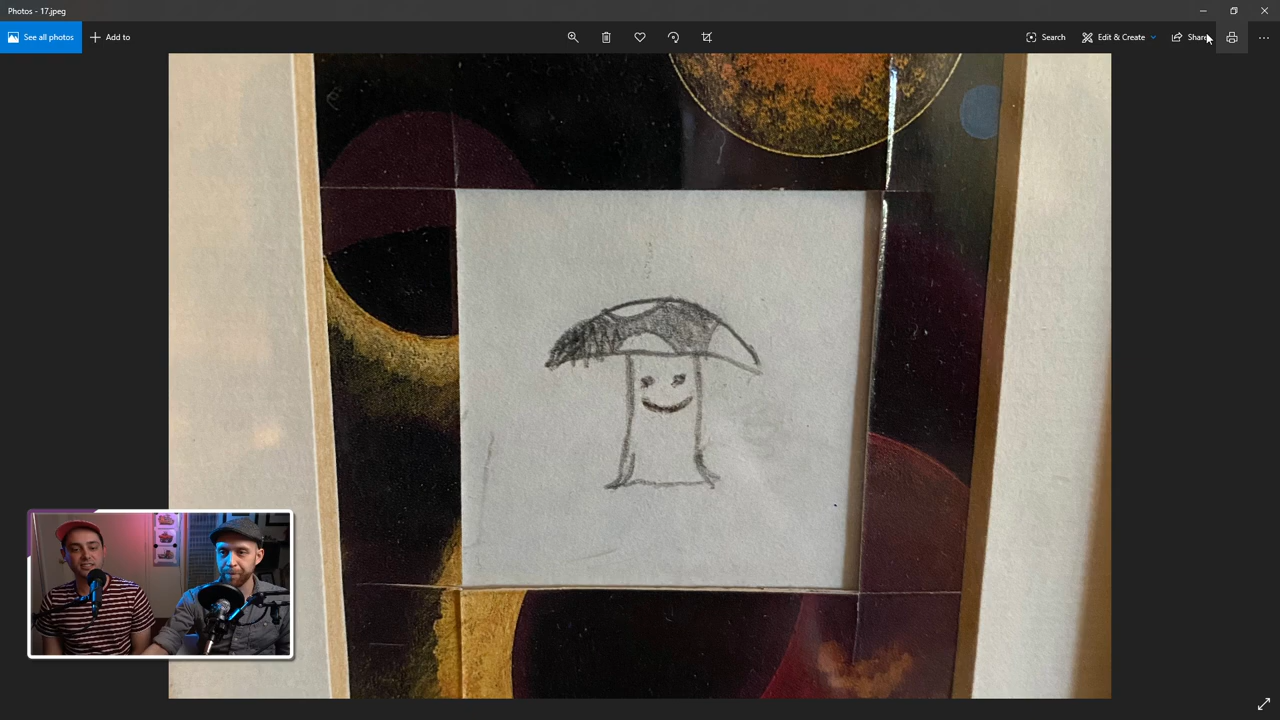 Photos - 17.jpeg
See all photos
Add to
Search
Edit & Create
Share